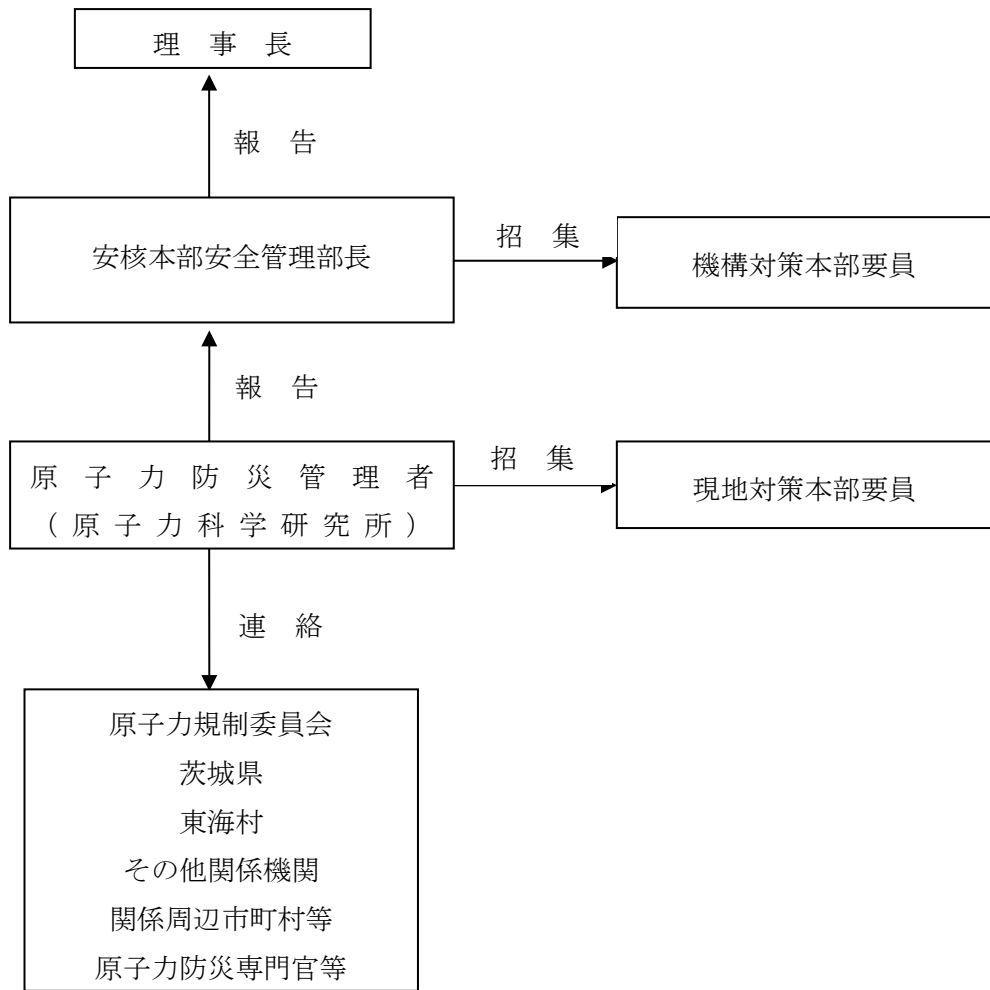 理　事　長
報　告
安核本部安全管理部長
招　集
機構対策本部要員
報　告
原　子　力　防　災　管　理　者
（ 原 子 力 科 学 研 究 所 ）
招　集
現地対策本部要員
連　絡
原子力規制委員会
茨城県
東海村
その他関係機関
関係周辺市町村等
原子力防災専門官等